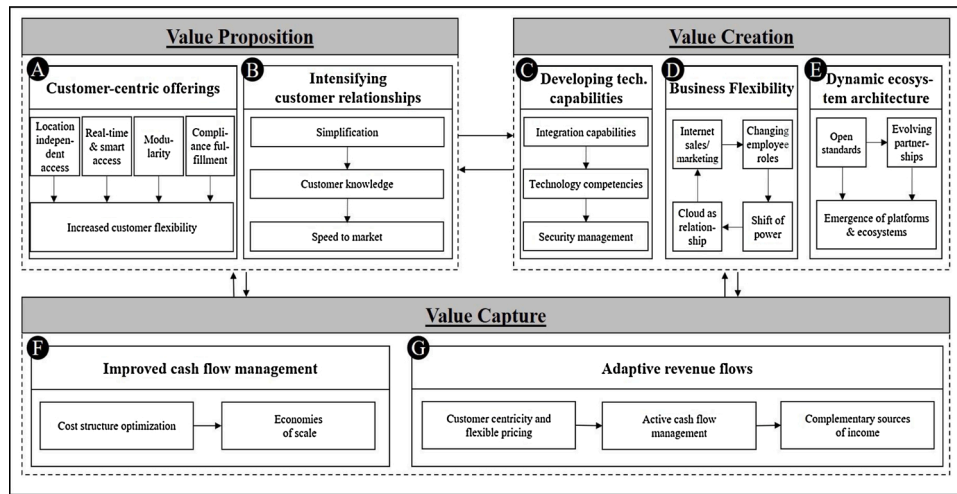 Value Proposition
A
Customer-centric offerings
Location
indepen-
dent
access
Real-time
& smart
access
Modu-
larity
Compli-
ance ful-
fillment
Increased customer flexibility
B
Intensifying
customer relationships
Simplification
Customer knowledge
Speed to market
Value Creation
C
Developing tech.
capabilities
Integration capabilities
Technology competencies
Security management
D
Business Flexibility
Internet
sales/
marketing
Changing
employee
roles
Cloud as
relation-
ship
Shift of
power
E
Dynamic ecosys-
tem architecture
Open
standards
Evolving
partner-
ships
Emergence of platforms
& ecosystems
Value Capture
F
Improved cash flow management
Cost structure optimization
Economies
of scale
G
Adaptive revenue flows
Customer centricity and
flexible pricing
Active cash flow
management
Complementary sources
of income